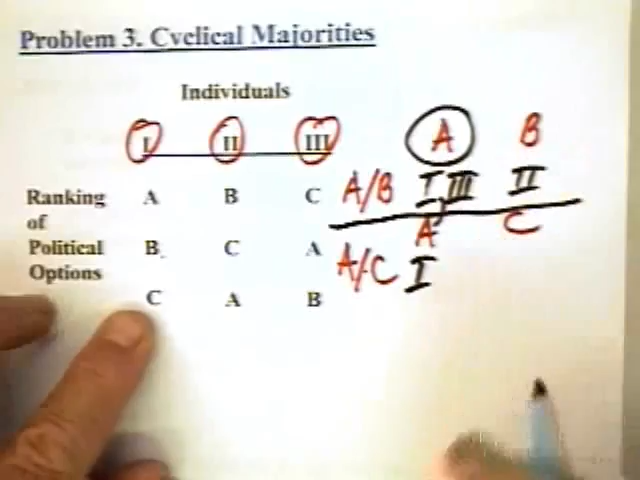 Problem 3. Cyclical Majorities
Individuals
I II III
A B
Ranking A B C
A/B I, III II
of
A C
Political B. C A
A/C I
Options
C A B